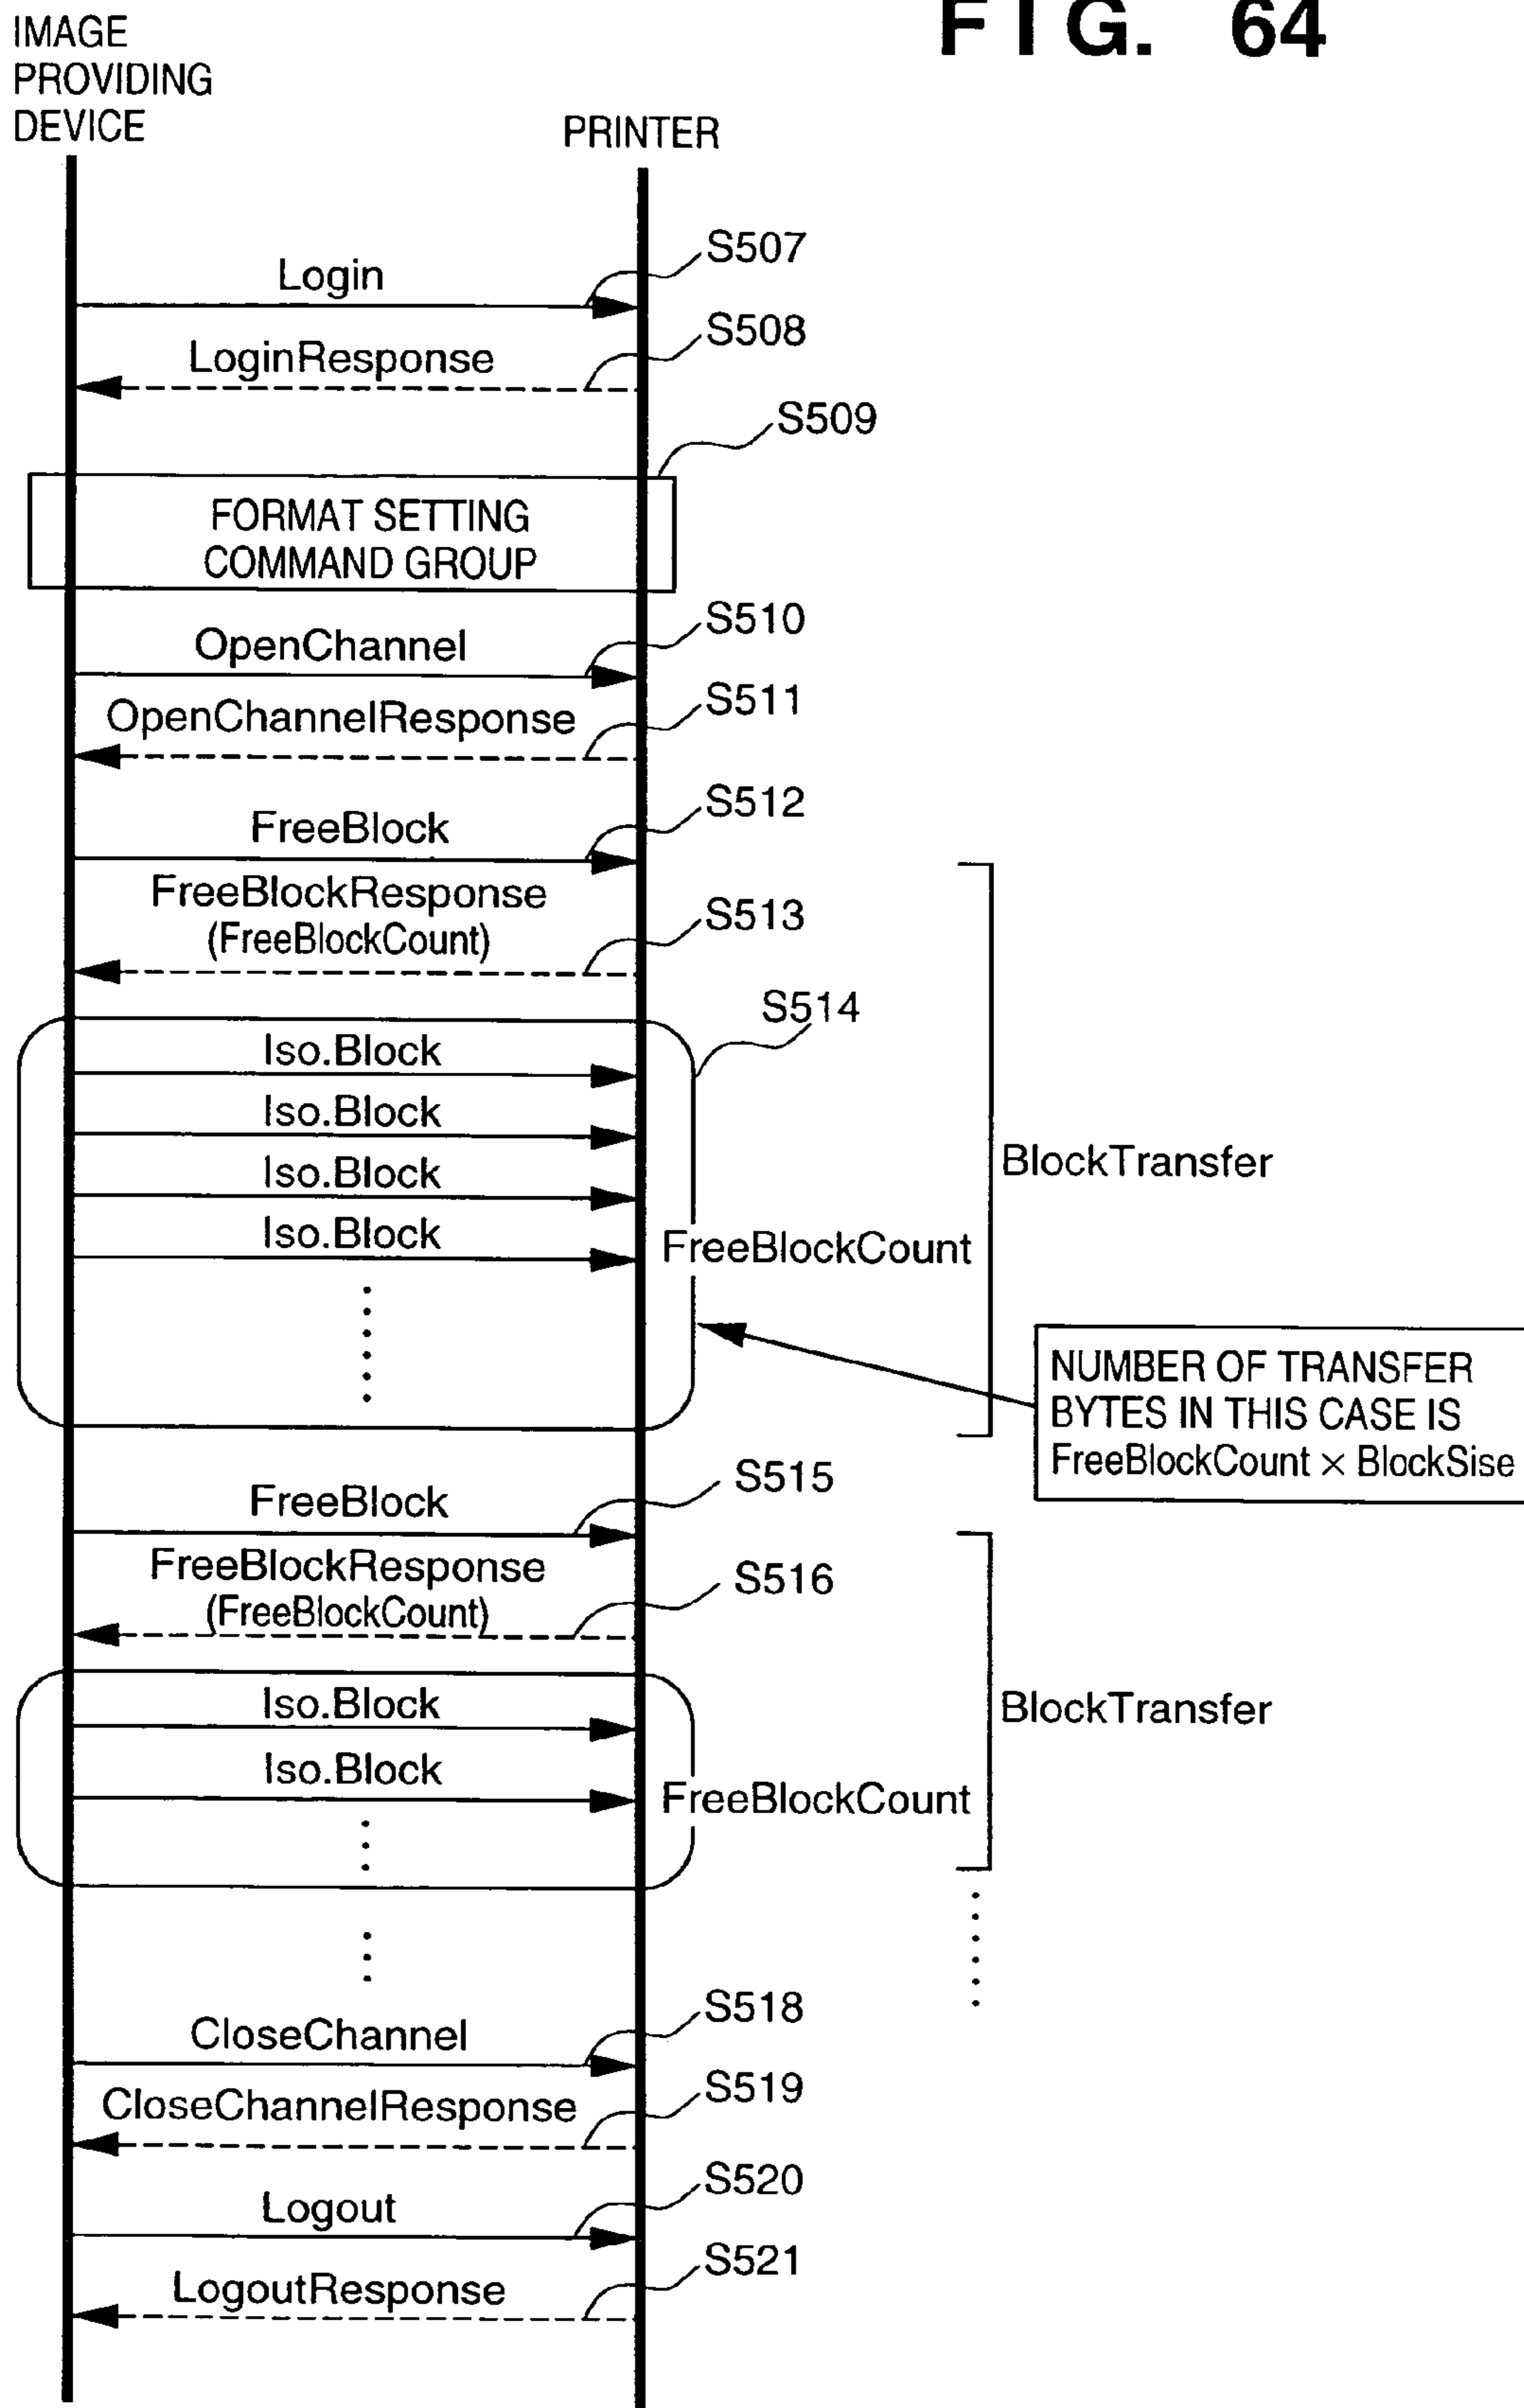 FIG. 64
IMAGE
PROVIDING
DEVICE
PRINTER
S507
Login
S508
LoginResponse
S509
FORMAT SETTING
COMMAND GROUP
S510
OpenChannel
S511
OpenChannelResponse
S512
FreeBlock
FreeBlockResponse
(FreeBlockCount)
S513
S514
Iso.Block
Iso.Block
Iso.Block
Iso.Block
BlockTransfer
FreeBlockCount
NUMBER OF TRANSFER
BYTES IN THIS CASE IS
FreeBlockCount × BlockSise
S515
FreeBlock
FreeBlockResponse
(FreeBlockCount)
S516
Iso.Block
BlockTransfer
Iso.Block
FreeBlockCount
S518
CloseChannel
S519
CloseChannelResponse
S520
Logout
S521
LogoutResponse